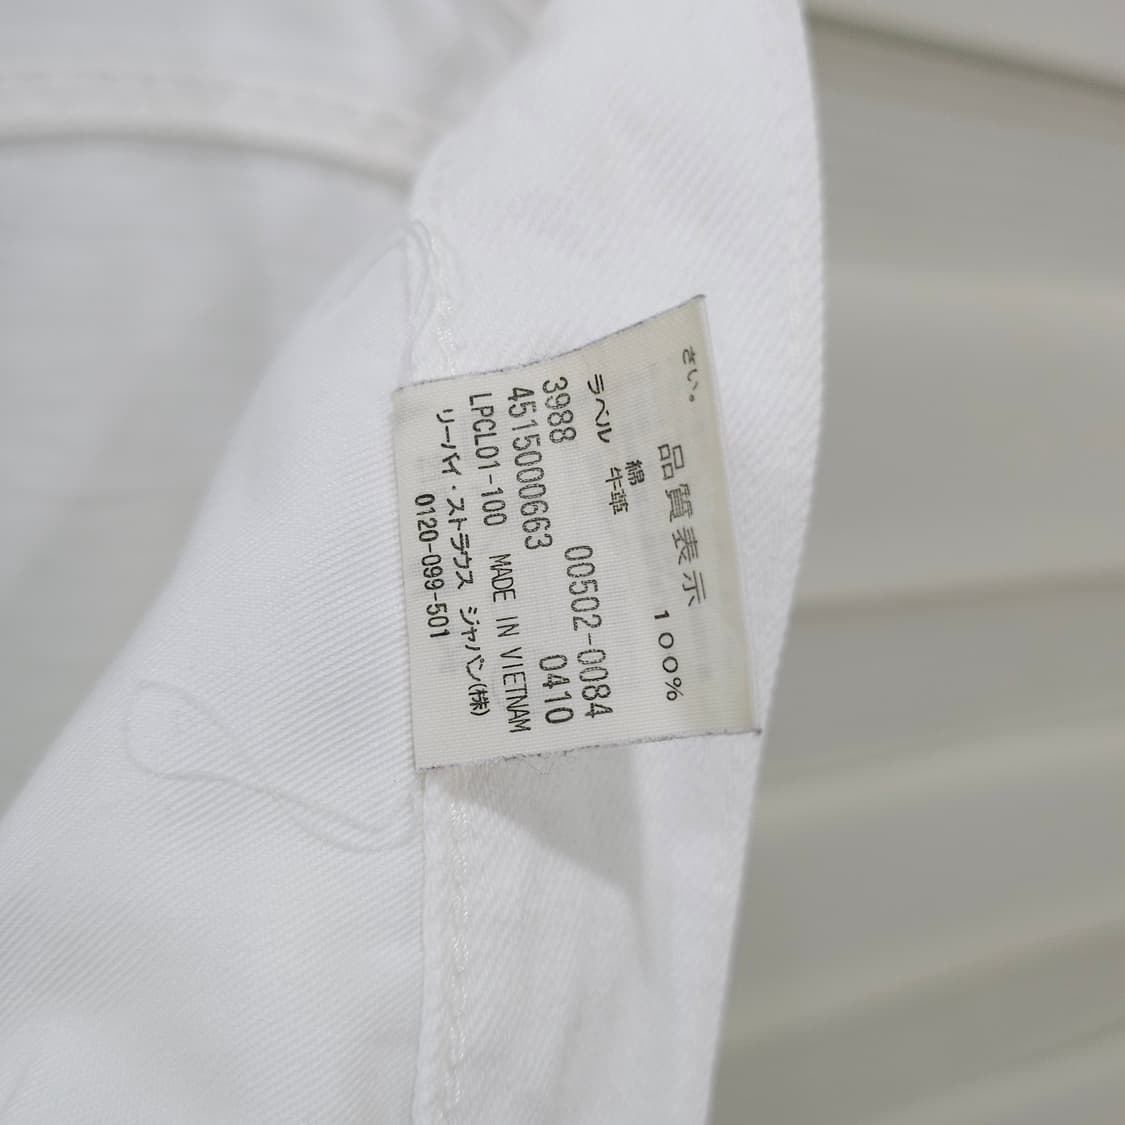 さい。
品質表示
綿 100%
ラベル 牛革
3988 00502-0084
4515000663 0410
LPCL01-100 MADE IN VIETNAM
リーバイ・ストラウス ジャパン(株)
0120-099-501